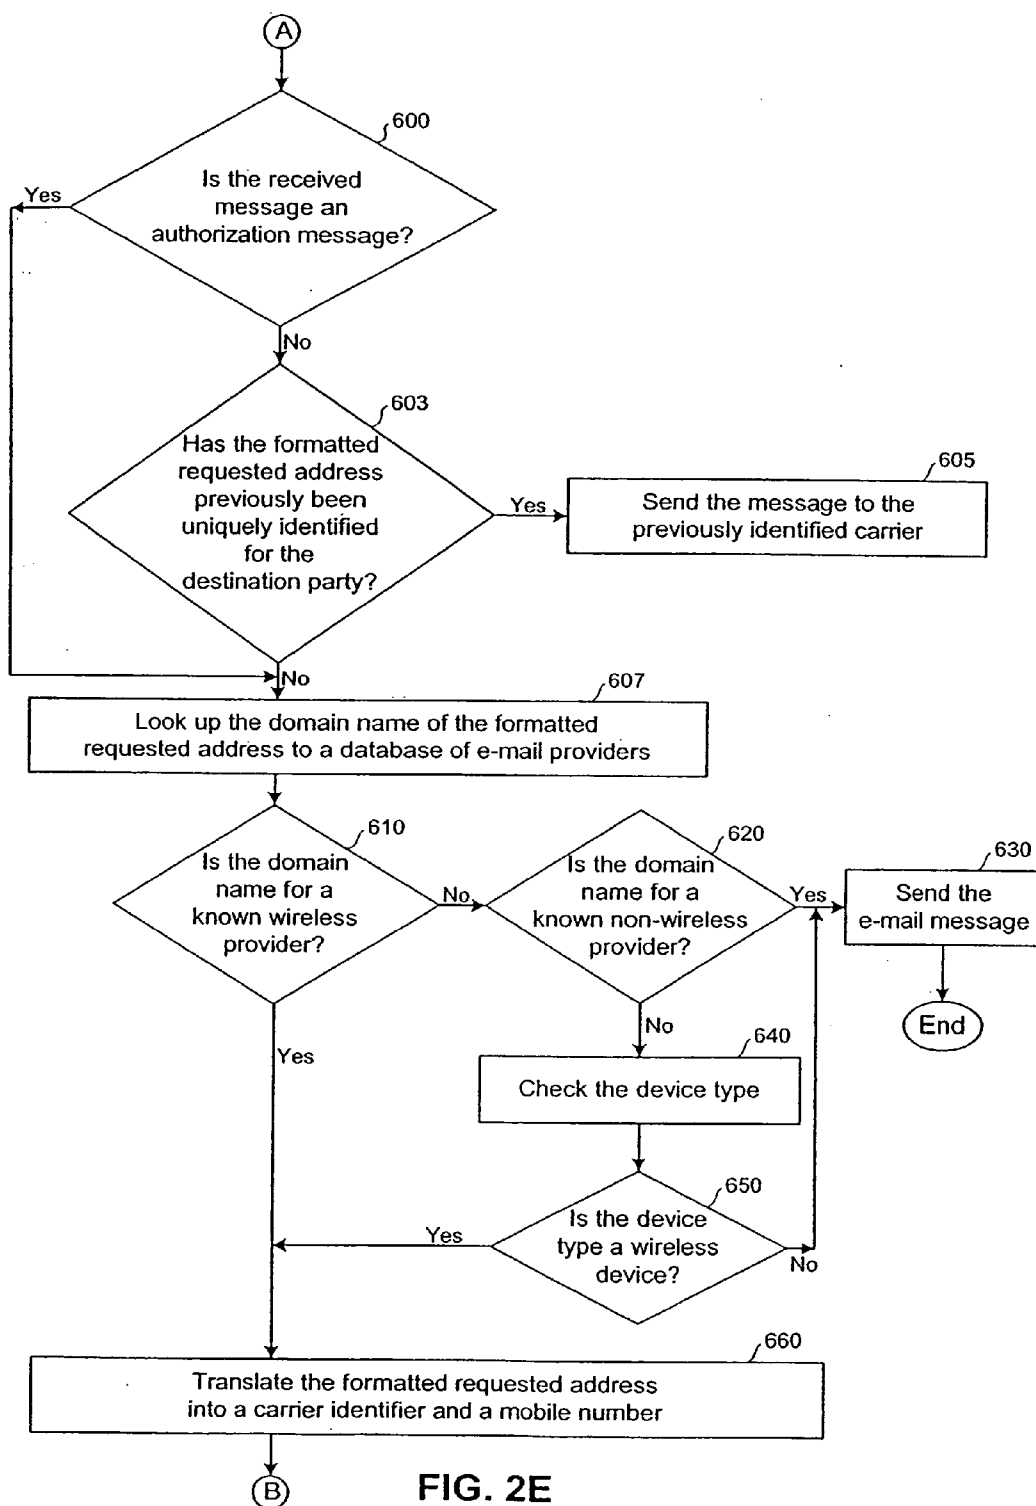 A
600
Is the received
message an
authorization message?
Yes
No
603
Has the formatted
requested address
previously been
uniquely identified
for the
destination party?
Yes
605
Send the message to the
previously identified carrier
No
607
Look up the domain name of the formatted
requested address to a database of e-mail providers
610
Is the domain
name for a
known wireless
provider?
No
620
Is the domain
name for a
known non-wireless
provider?
Yes
630
Send the
e-mail message
End
Yes
No
640
Check the device type
650
Is the device
type a wireless
device?
Yes
No
660
Translate the formatted requested address
into a carrier identifier and a mobile number
B
FIG. 2E